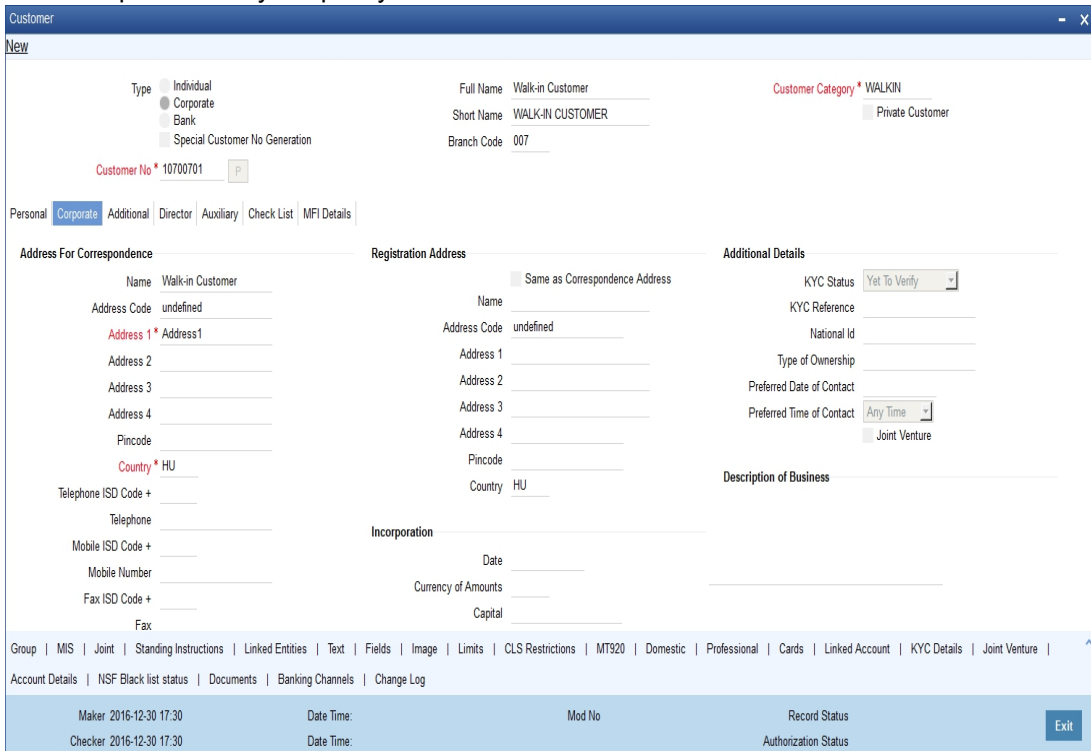 Customer
New
Type Individual
Corporate
Bank
Special Customer No Generation
Customer No * 10700701 P
Full Name Walk-in Customer
Short Name WALK-IN CUSTOMER
Branch Code 007
Customer Category * WALKIN
Private Customer
Personal Corporate Additional Director Auxiliary Check List MFI Details
Address For Correspondence
Name Walk-in Customer
Address Code undefined
Address 1 * Address1
Address 2
Address 3
Address 4
Pincode
Country * HU
Telephone ISD Code +
Telephone
Mobile ISD Code +
Mobile Number
Fax ISD Code +
Fax
Registration Address
Same as Correspondence Address
Name
Address Code undefined
Address 1
Address 2
Address 3
Address 4
Pincode
Country HU
Incorporation
Date
Currency of Amounts
Capital
Additional Details
KYC Status Yet To Verify
KYC Reference
National Id
Type of Ownership
Preferred Date of Contact
Preferred Time of Contact Any Time
Joint Venture
Description of Business
Group | MIS | Joint | Standing Instructions | Linked Entities | Text | Fields | Image | Limits | CLS Restrictions | MT920 | Domestic | Professional | Cards | Linked Account | KYC Details | Joint Venture |
Account Details | NSF Black list status | Documents | Banking Channels | Change Log
Maker 2016-12-30 17:30 Date Time: Mod No Record Status
Checker 2016-12-30 17:30 Date Time: Authorization Status
Exit